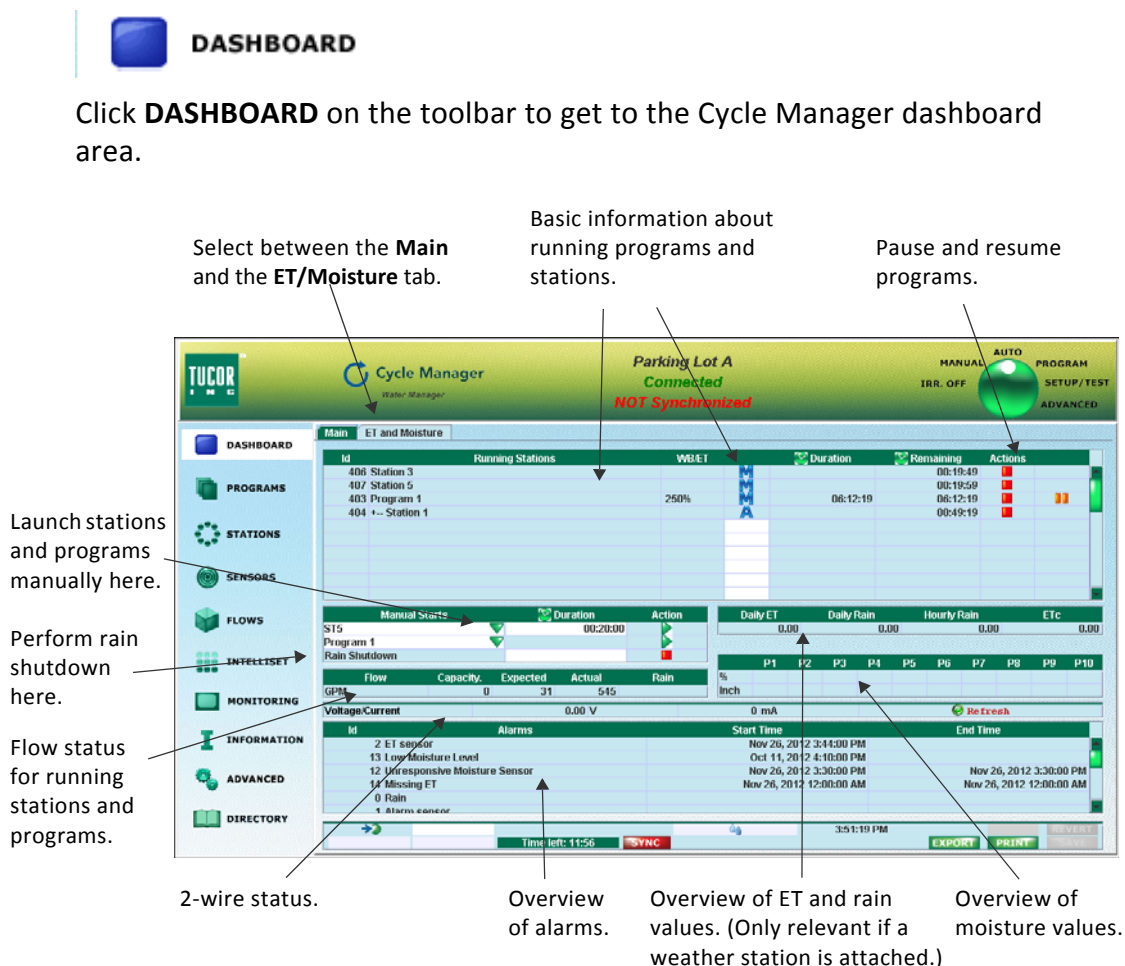 DASHBOARD
Click DASHBOARD on the toolbar to get to the Cycle Manager dashboard
area.
Select between the Main
and the ET/Moisture tab.
Basic information about
running programs and
stations.
Pause and resume
programs.
TUCOR
INC
Cycle Manager
Water Manager
Parking Lot A
Connected
NOT Synchronized
AUTO
MANUAL PROGRAM
IRR. OFF SETUP/TEST
ADVANCED
DASHBOARD
PROGRAMS
STATIONS
SENSORS
FLOWS
INTELLISET
MONITORING
INFORMATION
ADVANCED
DIRECTORY
Main ET and Moisture
Id Running Stations WB/ET Duration Remaining Actions
406 Station 3 M 00:19:49
407 Station 5 M 00:19:59
403 Program 1 250% M 06:12:19 06:12:19
404 +-- Station 1 A 00:49:19
Manual Starts Duration Action
ST5 00:20:00
Program 1
Rain Shutdown
Daily ET Daily Rain Hourly Rain ETc
0.00 0.00 0.00 0.00
Flow Capacity. Expected Actual Rain
GPM 0 31 545
P1 P2 P3 P4 P5 P6 P7 P8 P9 P10
%
Inch
Voltage/Current 0.00 V 0 mA Refresh
Id Alarms Start Time End Time
2 ET sensor Nov 26, 2012 3:44:00 PM
13 Low Moisture Level Oct 11, 2012 4:10:00 PM
12 Unresponsive Moisture Sensor Nov 26, 2012 3:30:00 PM Nov 26, 2012 3:30:00 PM
14 Missing ET Nov 26, 2012 12:00:00 AM Nov 26, 2012 12:00:00 AM
0 Rain
1 Alarm sensor
3:51:19 PM REVERT
Time left: 11:56 SYNC EXPORT PRINT SAVE
Launch stations
and programs
manually here.
Perform rain
shutdown
here.
Flow status
for running
stations and
programs.
2-wire status.
Overview
of alarms.
Overview of ET and rain
values. (Only relevant if a
weather station is attached.)
Overview of
moisture values.